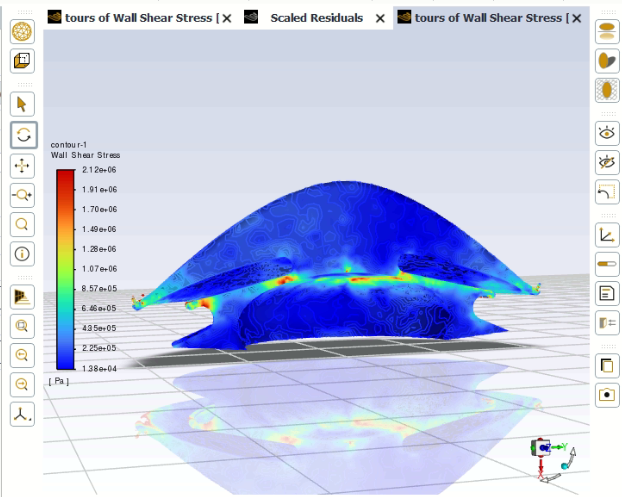 tours of Wall Shear Stress [ X Scaled Residuals X tours of Wall Shear Stress [ X
contour-1
Wall Shear Stress
2.12e+06
1.91e+06
1.70e+06
1.49e+06
1.28e+06
1.07e+06
8.57e+05
6.46e+05
4.35e+05
2.25e+05
1.38e+04
[ Pa ]
Y
X